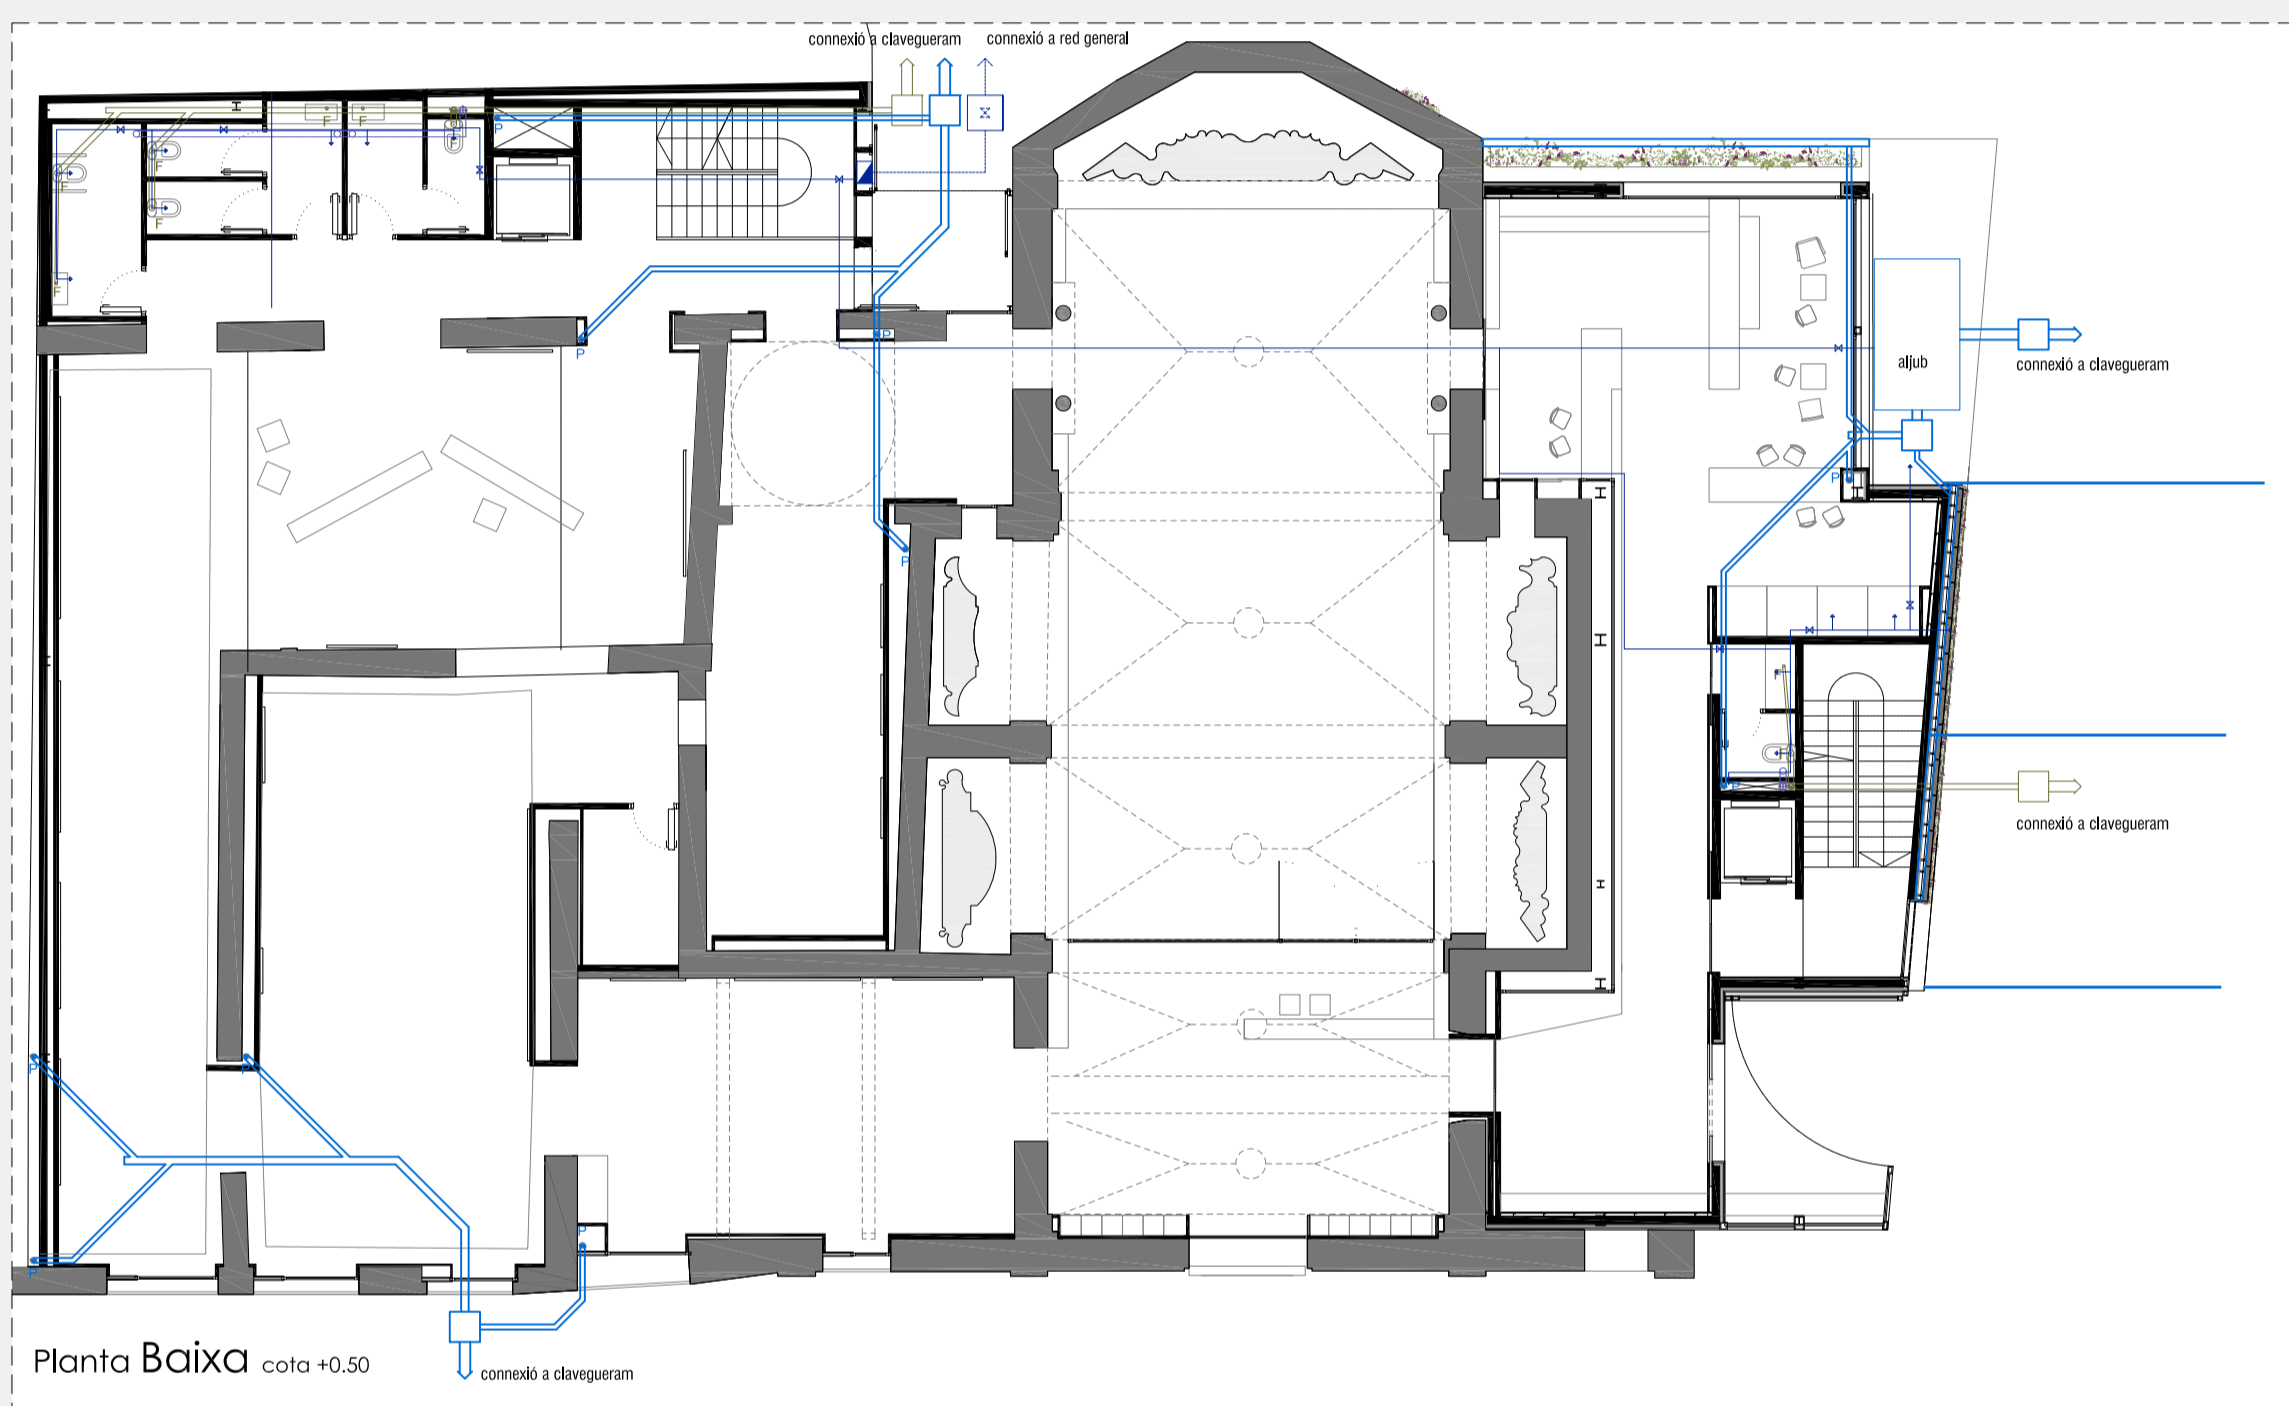 connexió a clavegueram
connexió a red general
F
F
F
F
F
F
F
P
P
P
P
aljub
connexió a clavegueram
P
F
P
connexió a clavegueram
P
P
P
P
Planta Baixa cota +0.50
connexió a clavegueram